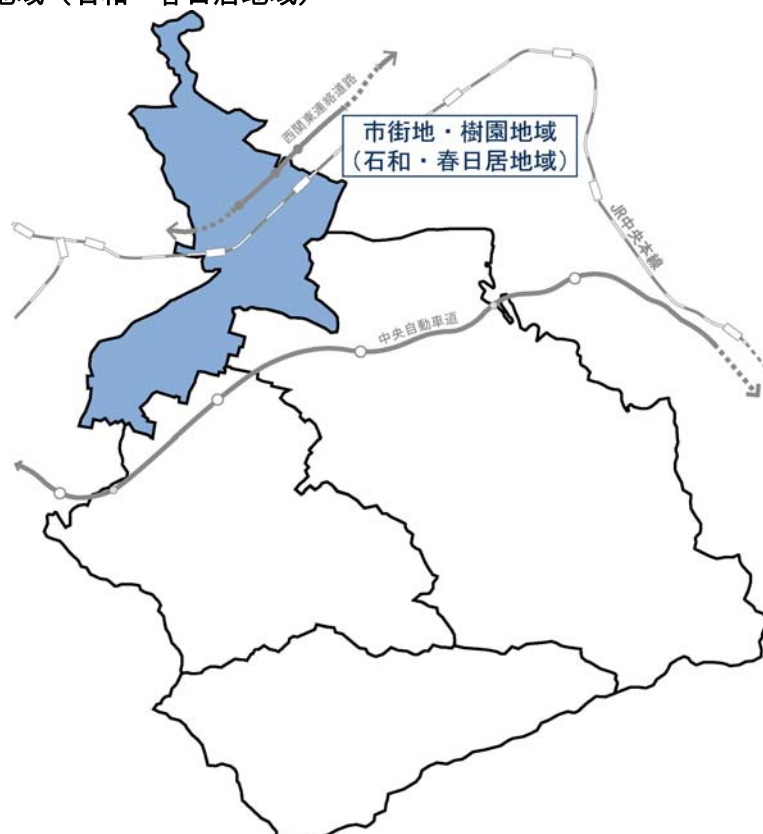 地域（石和・春日居地域）
西関東連絡道路
市街地・樹園地域
（石和・春日居地域）
JR中央本線
中央自動車道